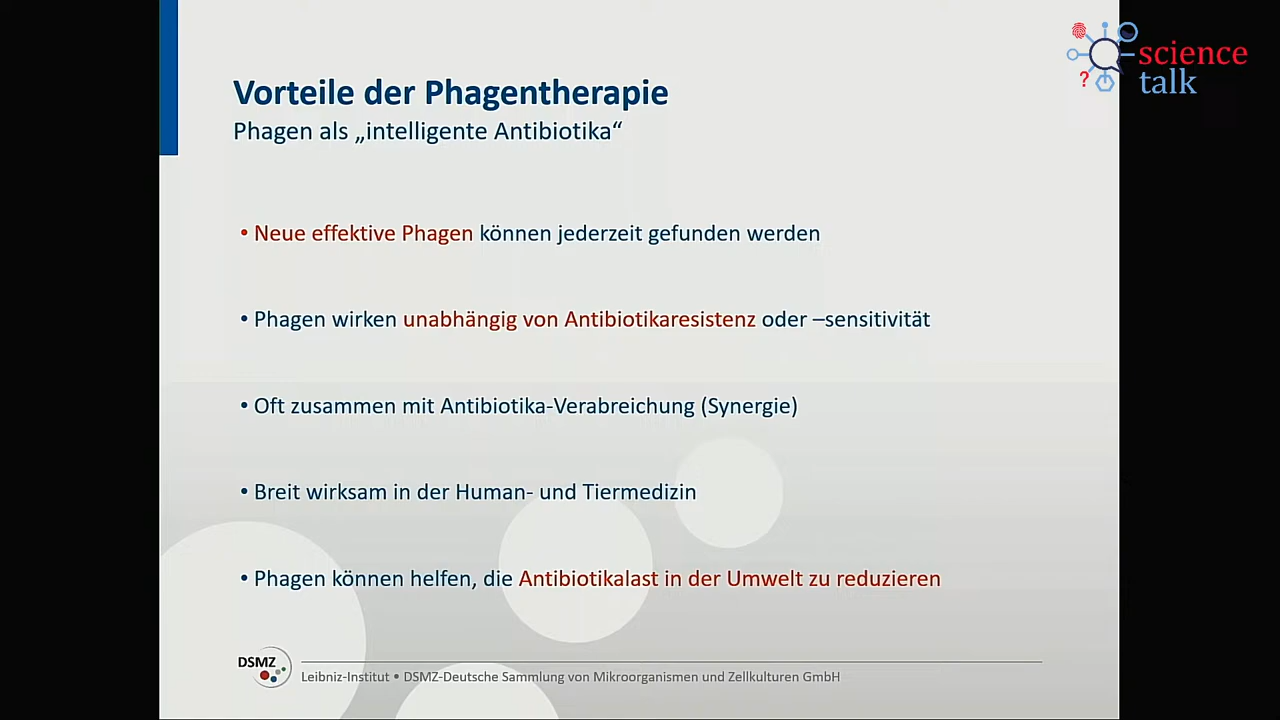 science
talk
?
Vorteile der Phagentherapie
Phagen als „intelligente Antibiotika“
• Neue effektive Phagen können jederzeit gefunden werden
• Phagen wirken unabhängig von Antibiotikaresistenz oder –sensitivität
• Oft zusammen mit Antibiotika-Verabreichung (Synergie)
• Breit wirksam in der Human- und Tiermedizin
• Phagen können helfen, die Antibiotikalast in der Umwelt zu reduzieren
DSMZ
Leibniz-Institut • DSMZ-Deutsche Sammlung von Mikroorganismen und Zellkulturen GmbH